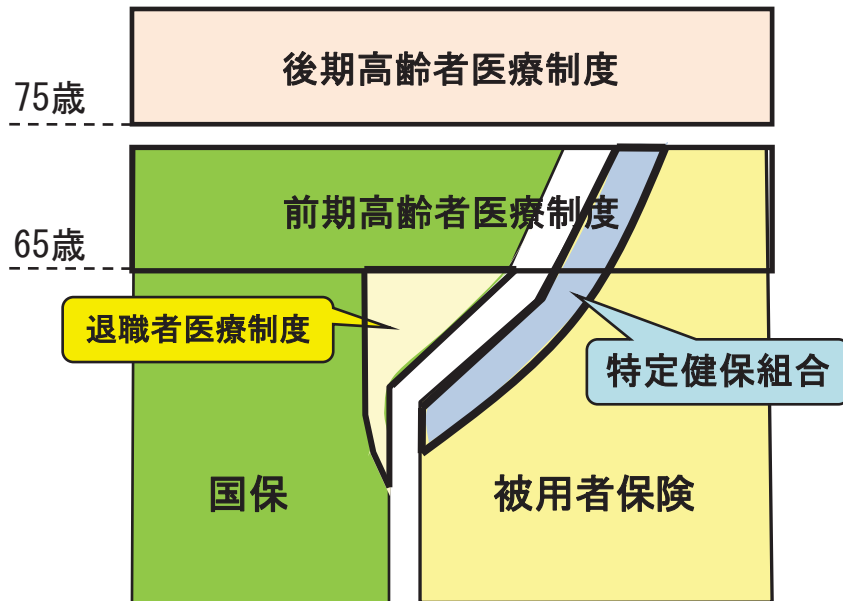 後期高齢者医療制度
75歳
前期高齢者医療制度
65歳
退職者医療制度
特定健保組合
国保
被用者保険